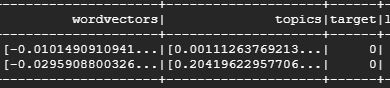 wordvectors|              topics|target|
[-0.0101490910941...|[0.00111263769213...|     0|
[-0.0295908800326...|[0.20419622957706...|     0|